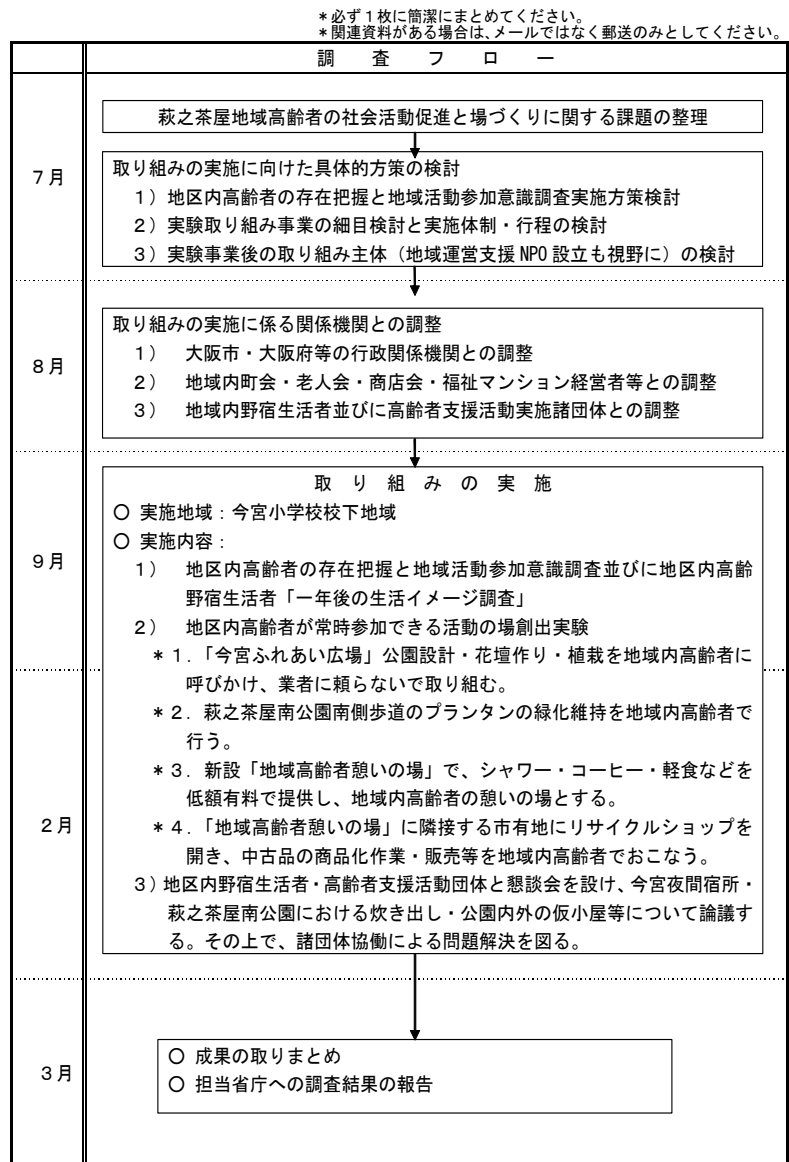 ＊必ず１枚に簡潔にまとめてください。
＊関連資料がある場合は、メールではなく郵送のみとしてください。
調　査　フ　ロ　ー
７月
萩之茶屋地域高齢者の社会活動促進と場づくりに関する課題の整理
取り組みの実施に向けた具体的方策の検討
１）地区内高齢者の存在把握と地域活動参加意識調査実施方策検討
２）実験取り組み事業の細目検討と実施体制・行程の検討
３）実験事業後の取り組み主体（地域運営支援NPO設立も視野に）の検討
８月
取り組みの実施に係る関係機関との調整
１）　大阪市・大阪府等の行政関係機関との調整
２）　地域内町会・老人会・商店会・福祉マンション経営者等との調整
３）　地域内野宿生活者並びに高齢者支援活動実施諸団体との調整
９月
取　り　組　み　の　実　施
〇 実施地域：今宮小学校校下地域
〇 実施内容：
１）　地区内高齢者の存在把握と地域活動参加意識調査並びに地区内高齢
野宿生活者「一年後の生活イメージ調査」
２）　地区内高齢者が常時参加できる活動の場創出実験
＊１．「今宮ふれあい広場」公園設計・花壇作り・植栽を地域内高齢者に
呼びかけ、業者に頼らないで取り組む。
＊２．萩之茶屋南公園南側歩道のプランタンの緑化維持を地域内高齢者で
行う。
＊３．新設「地域高齢者憩いの場」で、シャワー・コーヒー・軽食などを
低額有料で提供し、地域内高齢者の憩いの場とする。
２月
＊４．「地域高齢者憩いの場」に隣接する市有地にリサイクルショップを
開き、中古品の商品化作業・販売等を地域内高齢者でおこなう。
３）地区内野宿生活者・高齢者支援活動団体と懇談会を設け、今宮夜間宿所・
萩之茶屋南公園における炊き出し・公園内外の仮小屋等について論議す
る。その上で、諸団体協働による問題解決を図る。
３月
〇 成果の取りまとめ
〇 担当省庁への調査結果の報告